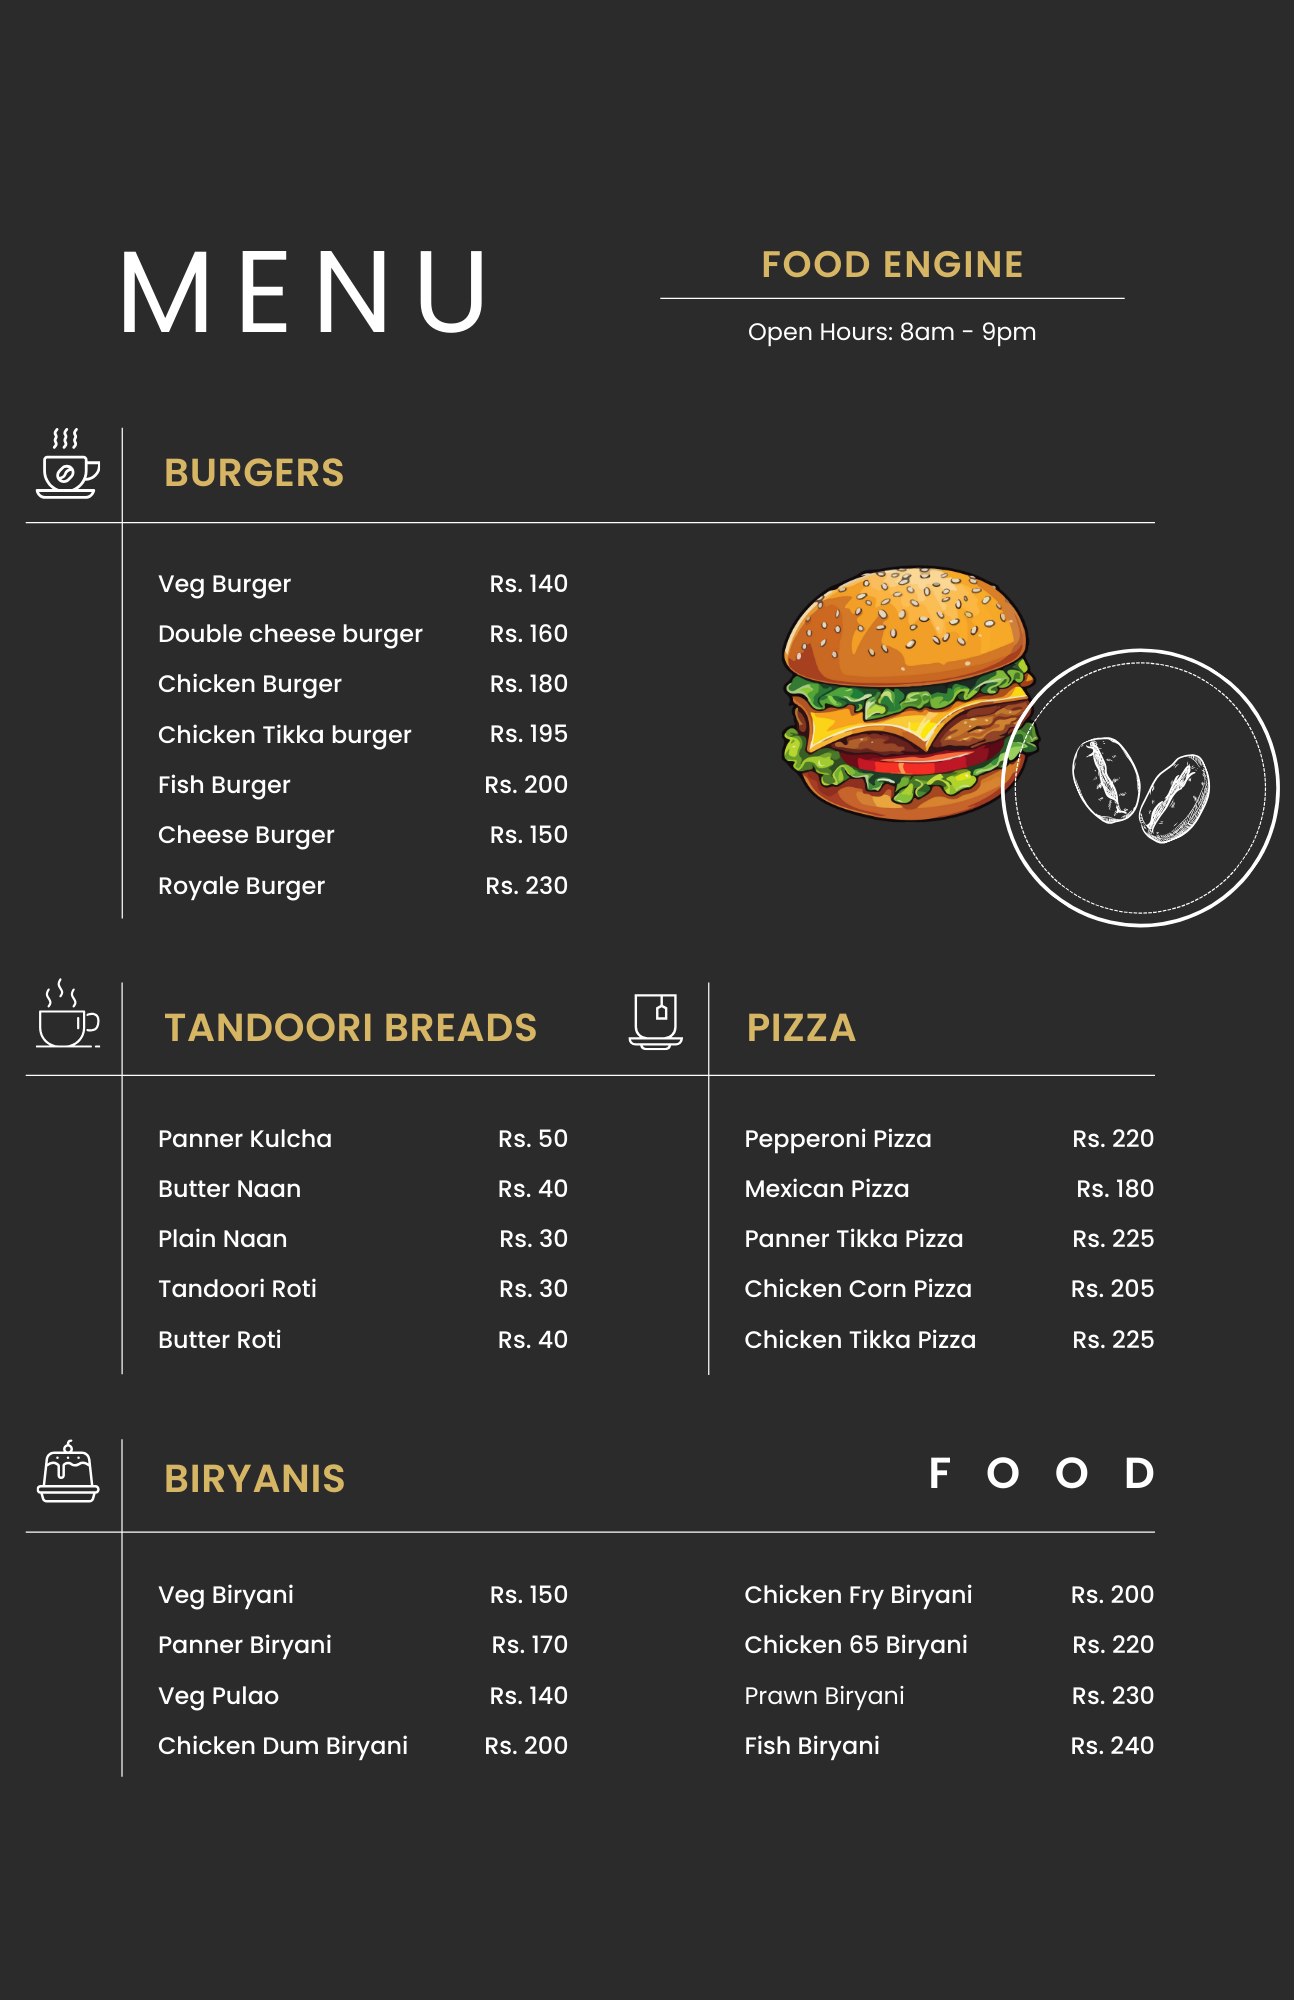 MENU
FOOD ENGINE
Open Hours: 8am - 9pm
BURGERS
Veg Burger Rs. 140
Double cheese burger Rs. 160
Chicken Burger Rs. 180
Chicken Tikka burger Rs. 195
Fish Burger Rs. 200
Cheese Burger Rs. 150
Royale Burger Rs. 230
TANDOORI BREADS
Panner Kulcha Rs. 50
Butter Naan Rs. 40
Plain Naan Rs. 30
Tandoori Roti Rs. 30
Butter Roti Rs. 40
PIZZA
Pepperoni Pizza Rs. 220
Mexican Pizza Rs. 180
Panner Tikka Pizza Rs. 225
Chicken Corn Pizza Rs. 205
Chicken Tikka Pizza Rs. 225
BIRYANIS
FOOD
Veg Biryani Rs. 150
Panner Biryani Rs. 170
Veg Pulao Rs. 140
Chicken Dum Biryani Rs. 200
Chicken Fry Biryani Rs. 200
Chicken 65 Biryani Rs. 220
Prawn Biryani Rs. 230
Fish Biryani Rs. 240